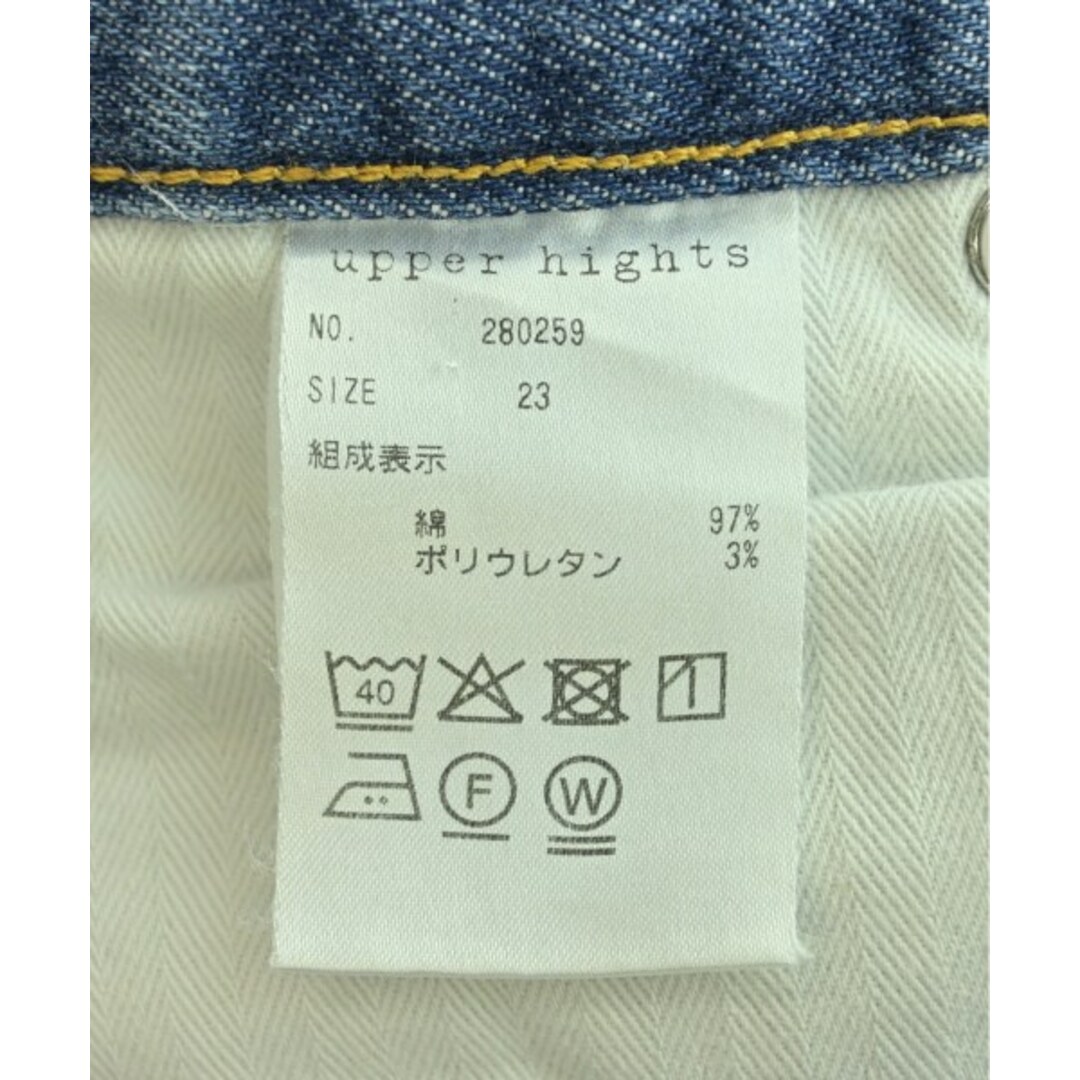 upper hights
NO. 280259
SIZE 23
組成表示
綿 97%
ポリウレタン 3%
40
F W